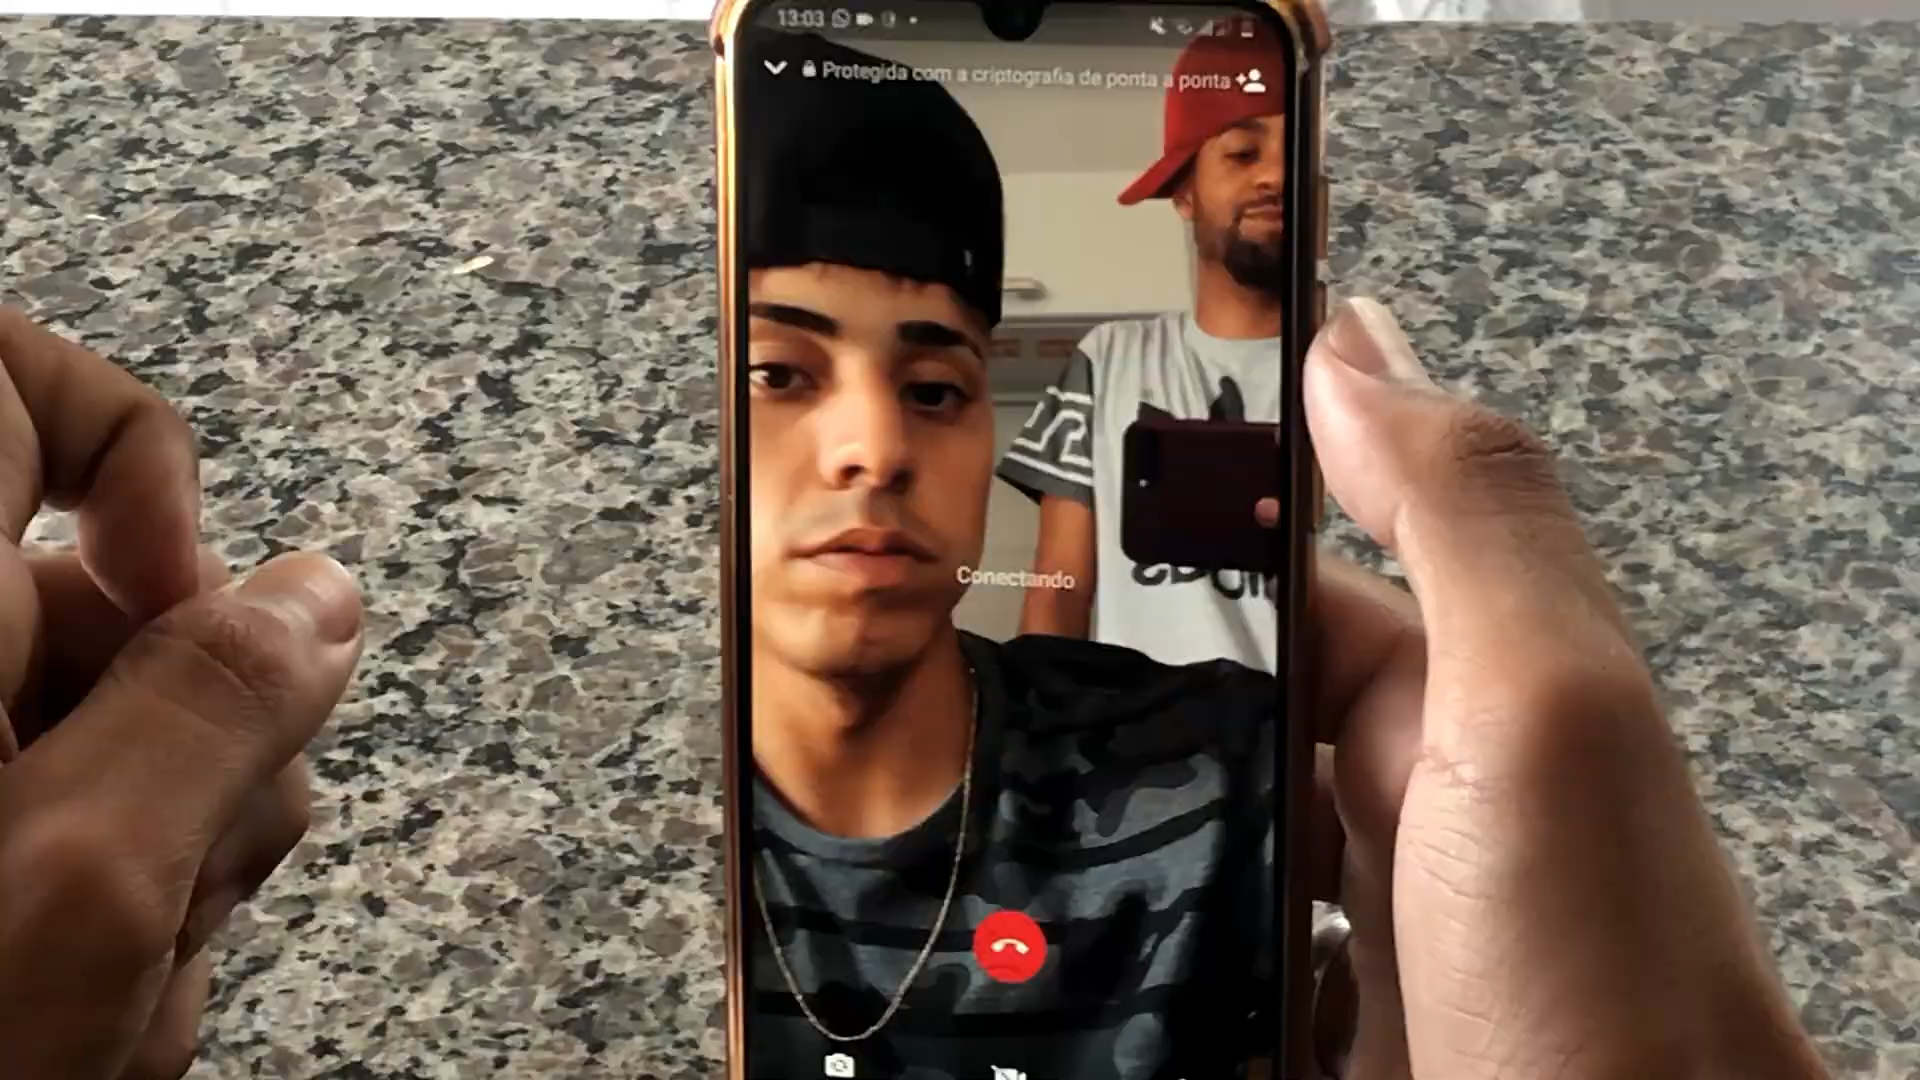 13:03
Protegida com a criptografia de ponta a ponta
Conectando